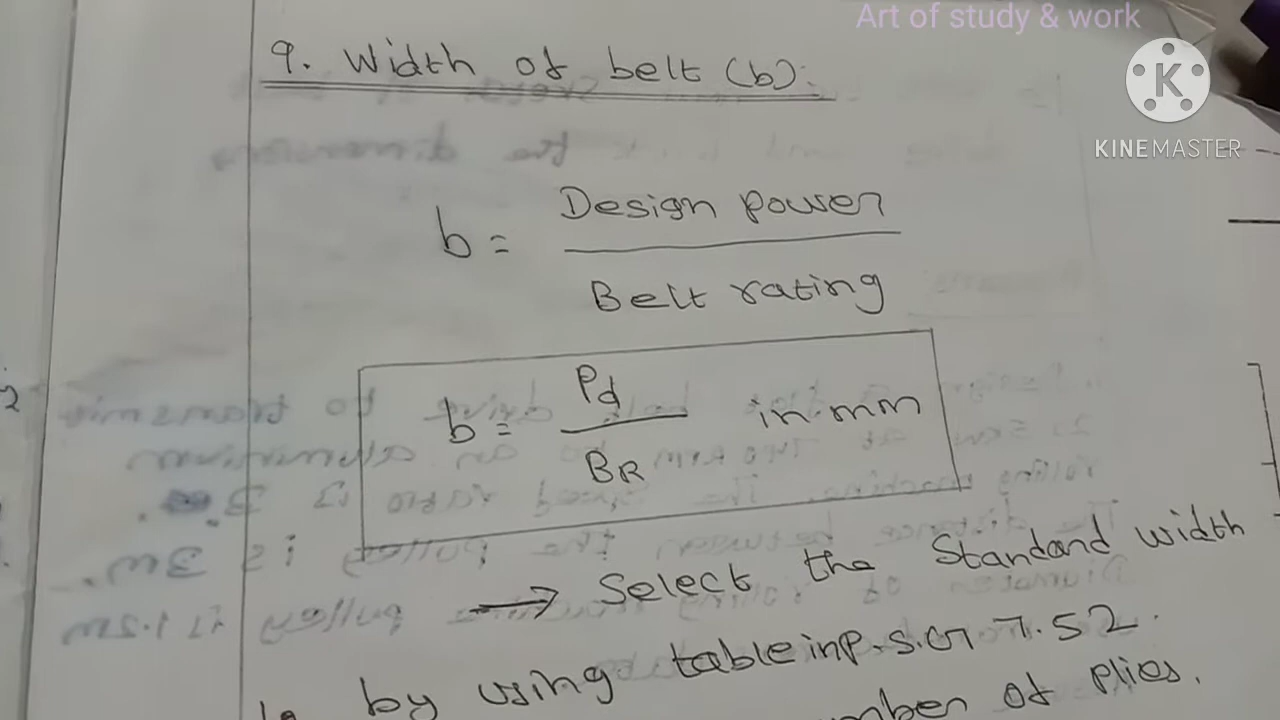 Art of study & work
KINEMASTER
9. Width of belt (b):
b = Design power
Belt rating
b = Pd
BR
in mm
→ Select the Standard width
by using table in P.S.G 7.52.
of Plies.